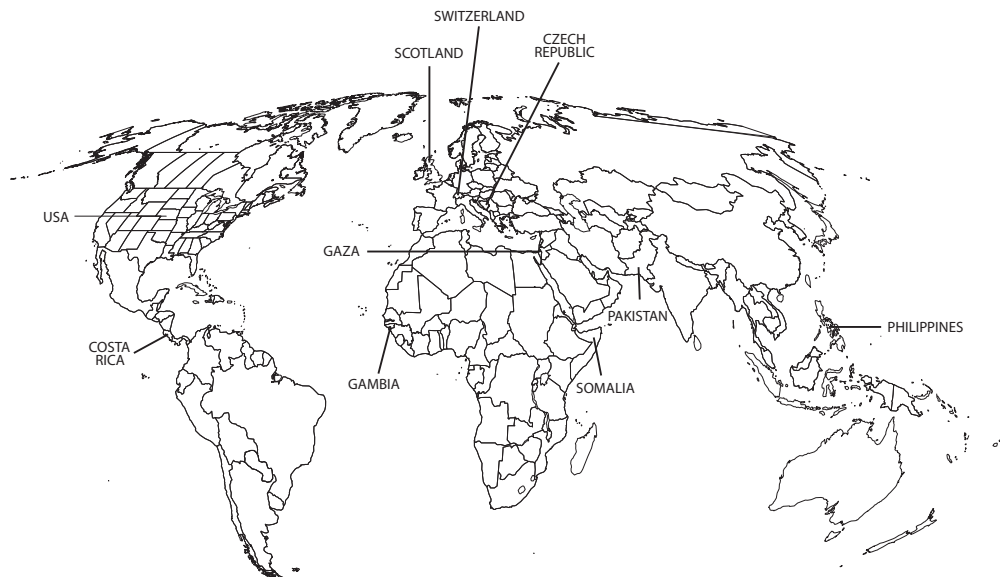 SWITZERLAND
CZECH
REPUBLIC
SCOTLAND
USA
GAZA
PAKISTAN
PHILIPPINES
COSTA
RICA
GAMBIA
SOMALIA